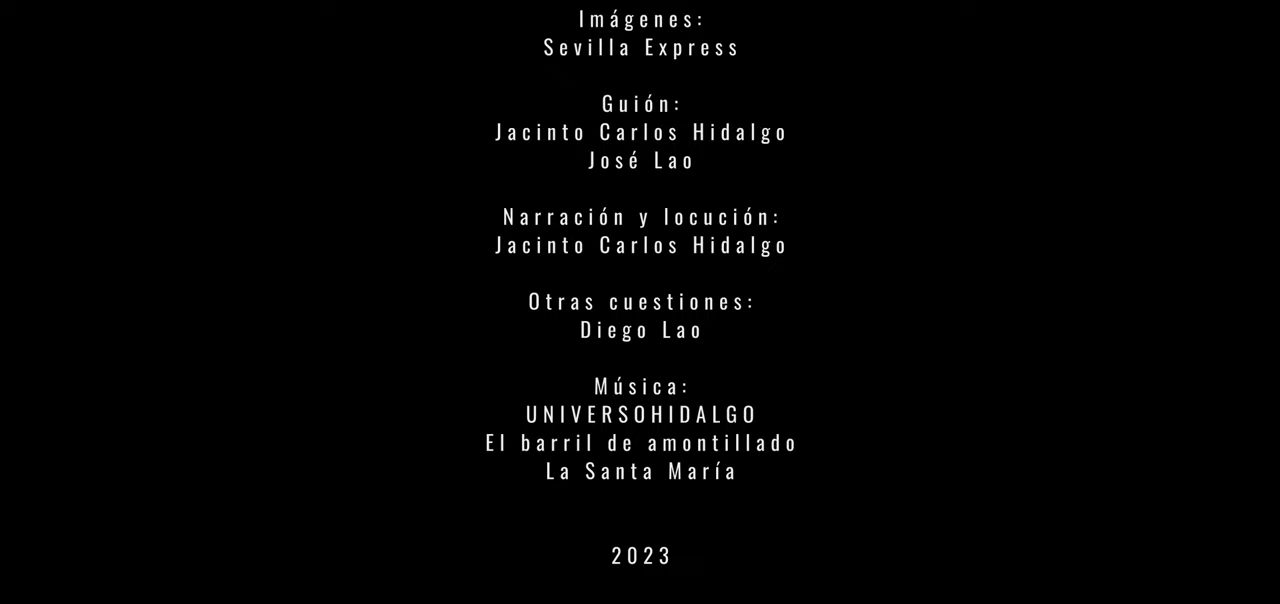 Imágenes:
Sevilla Express
Guión:
Jacinto Carlos Hidalgo
José Lao
Narración y locución:
Jacinto Carlos Hidalgo
Otras cuestiones:
Diego Lao
Música:
UNIVERSOHIDALGO
El barril de amontillado
La Santa María
2023